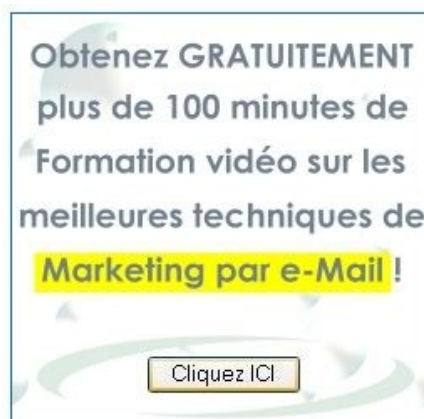 Obtenez GRATUITEMENT
plus de 100 minutes de
Formation vidéo sur les
meilleures techniques de
Marketing par e-Mail !
Cliquez ICI